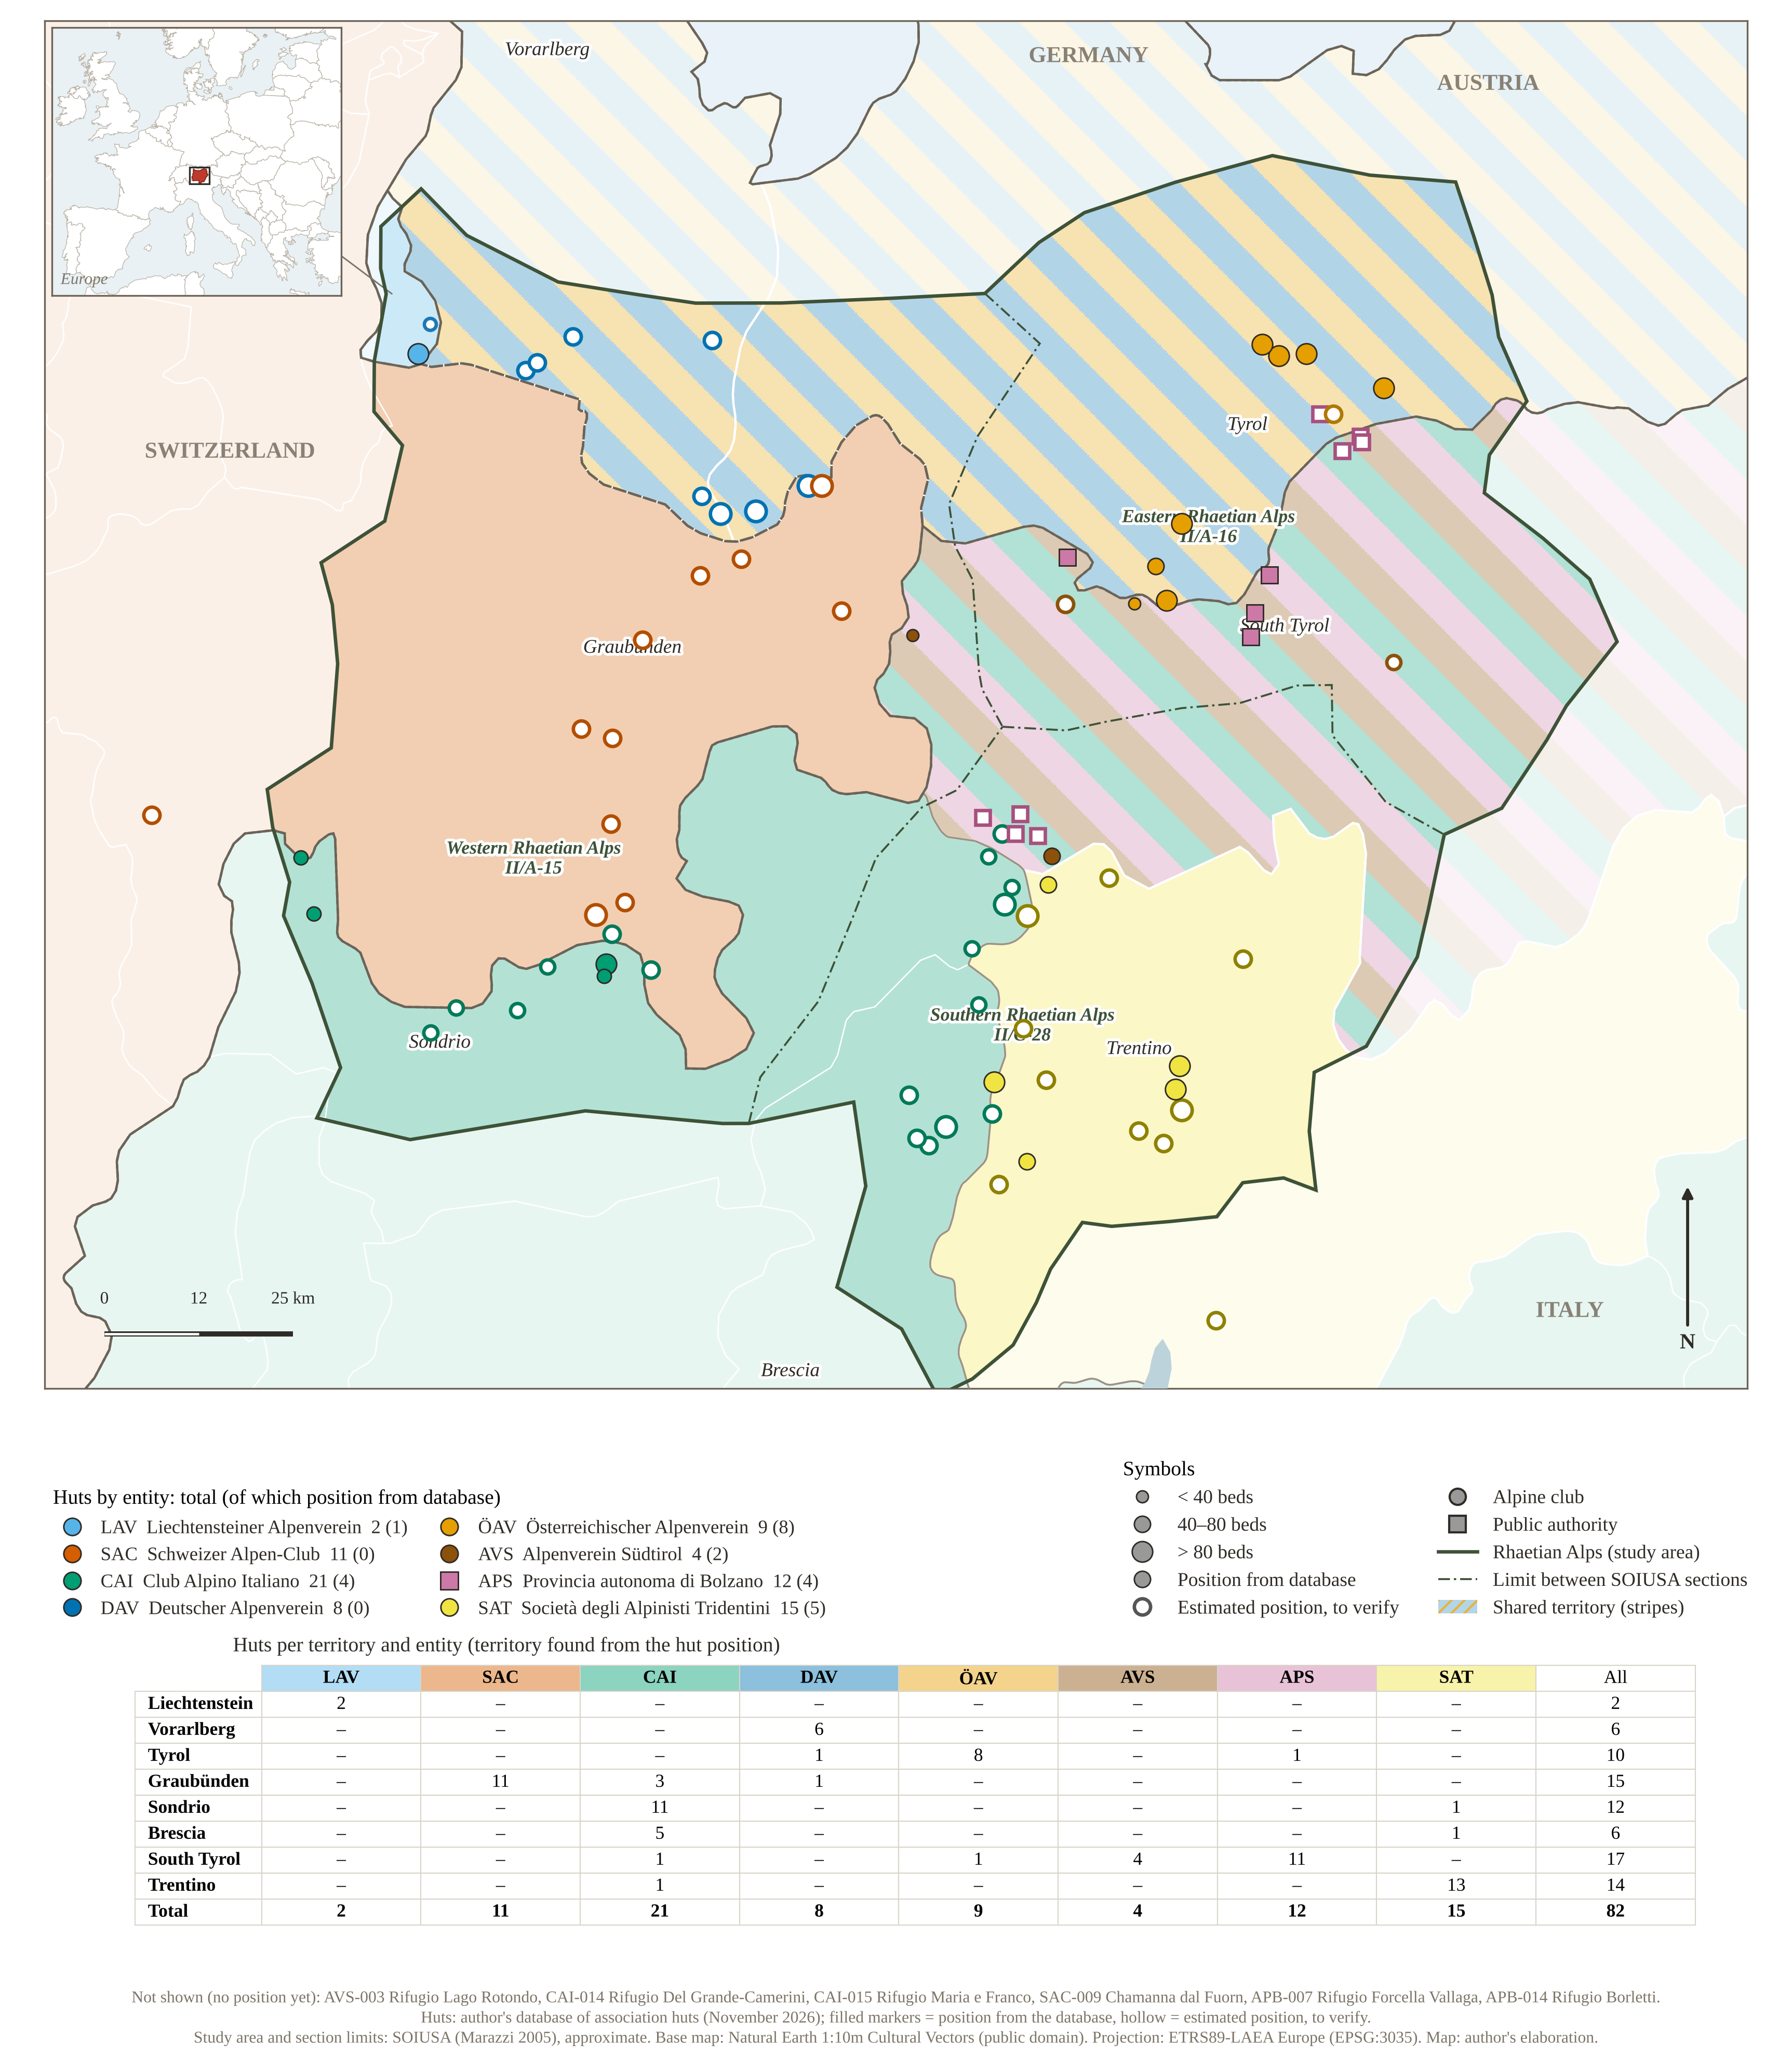 Vorarlberg
GERMANY
AUSTRIA
Europe
SWITZERLAND
Tyrol
Eastern Rhaetian Alps
II/A-16
South Tyrol
Graubünden
Western Rhaetian Alps
II/A-15
Southern Rhaetian Alps
II/C-28
Sondrio
Trentino
0 12 25 km
ITALY
N
Brescia
Huts by entity: total (of which position from database)
LAV Liechtensteiner Alpenverein 2 (1)
SAC Schweizer Alpen-Club 11 (0)
CAI Club Alpino Italiano 21 (4)
DAV Deutscher Alpenverein 8 (0)
ÖAV Österreichischer Alpenverein 9 (8)
AVS Alpenverein Südtirol 4 (2)
APS Provincia autonoma di Bolzano 12 (4)
SAT Società degli Alpinisti Tridentini 15 (5)
Symbols
< 40 beds
40–80 beds
> 80 beds
Position from database
Estimated position, to verify
Alpine club
Public authority
Rhaetian Alps (study area)
Limit between SOIUSA sections
Shared territory (stripes)
Huts per territory and entity (territory found from the hut position)
LAV SAC CAI DAV ÖAV AVS APS SAT All
Liechtenstein 2 – – – – – – – 2
Vorarlberg – – – 6 – – – – 6
Tyrol – – – 1 8 – 1 – 10
Graubünden – 11 3 1 – – – – 15
Sondrio – – 11 – – – – 1 12
Brescia – – 5 – – – – 1 6
South Tyrol – – 1 – 1 4 11 – 17
Trentino – – 1 – – – – 13 14
Total 2 11 21 8 9 4 12 15 82
Not shown (no position yet): AVS-003 Rifugio Lago Rotondo, CAI-014 Rifugio Del Grande-Camerini, CAI-015 Rifugio Maria e Franco, SAC-009 Chamanna dal Fuorn, APB-007 Rifugio Forcella Vallaga, APB-014 Rifugio Borletti.
Huts: author's database of association huts (November 2026); filled markers = position from the database, hollow = estimated position, to verify.
Study area and section limits: SOIUSA (Marazzi 2005), approximate. Base map: Natural Earth 1:10m Cultural Vectors (public domain). Projection: ETRS89-LAEA Europe (EPSG:3035). Map: author's elaboration.